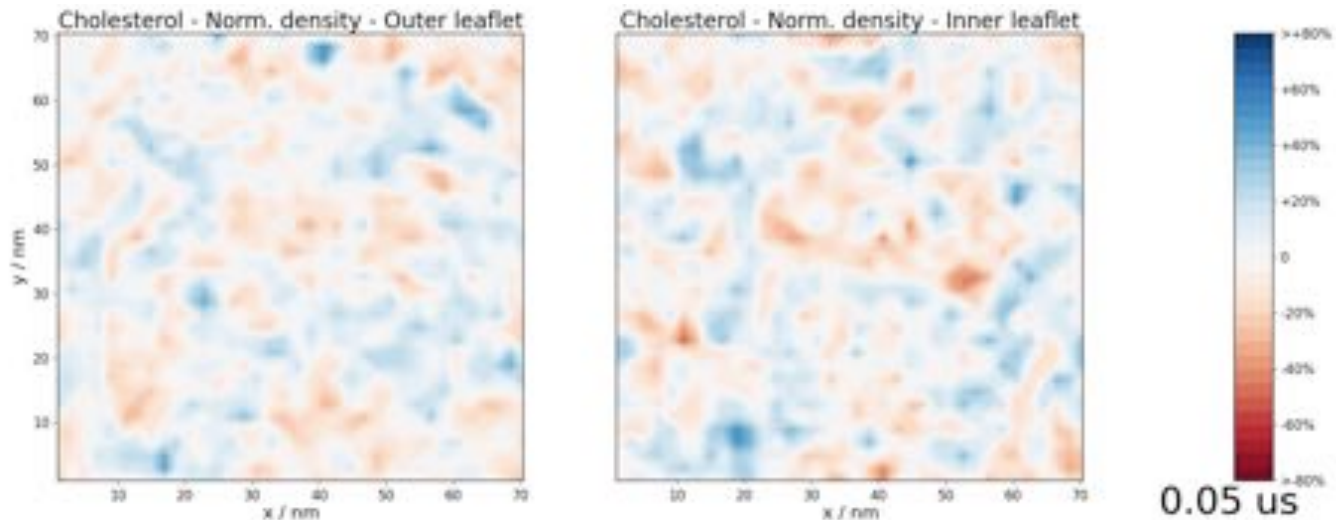 Cholesterol - Norm. density - Outer leaflet
70
60
50
40
30
20
10
y / nm
10 20 30 40 50 60 70
x / nm
Cholesterol - Norm. density - Inner leaflet
10 20 30 40 50 60 70
x / nm
>+80%
+60%
+40%
+20%
0
-20%
-40%
-60%
>-80%
0.05 us